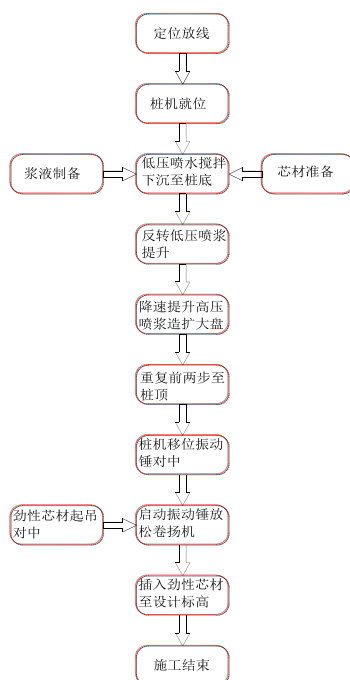 定位放线
桩机就位
浆液制备
低压喷水搅拌
下沉至桩底
芯材准备
反转低压喷浆
提升
降速提升高压
喷浆造扩大盘
重复前两步至
桩顶
桩机移位振动
锤对中
劲性芯材起吊
对中
启动振动锤放
松卷扬机
插入劲性芯材
至设计标高
施工结束